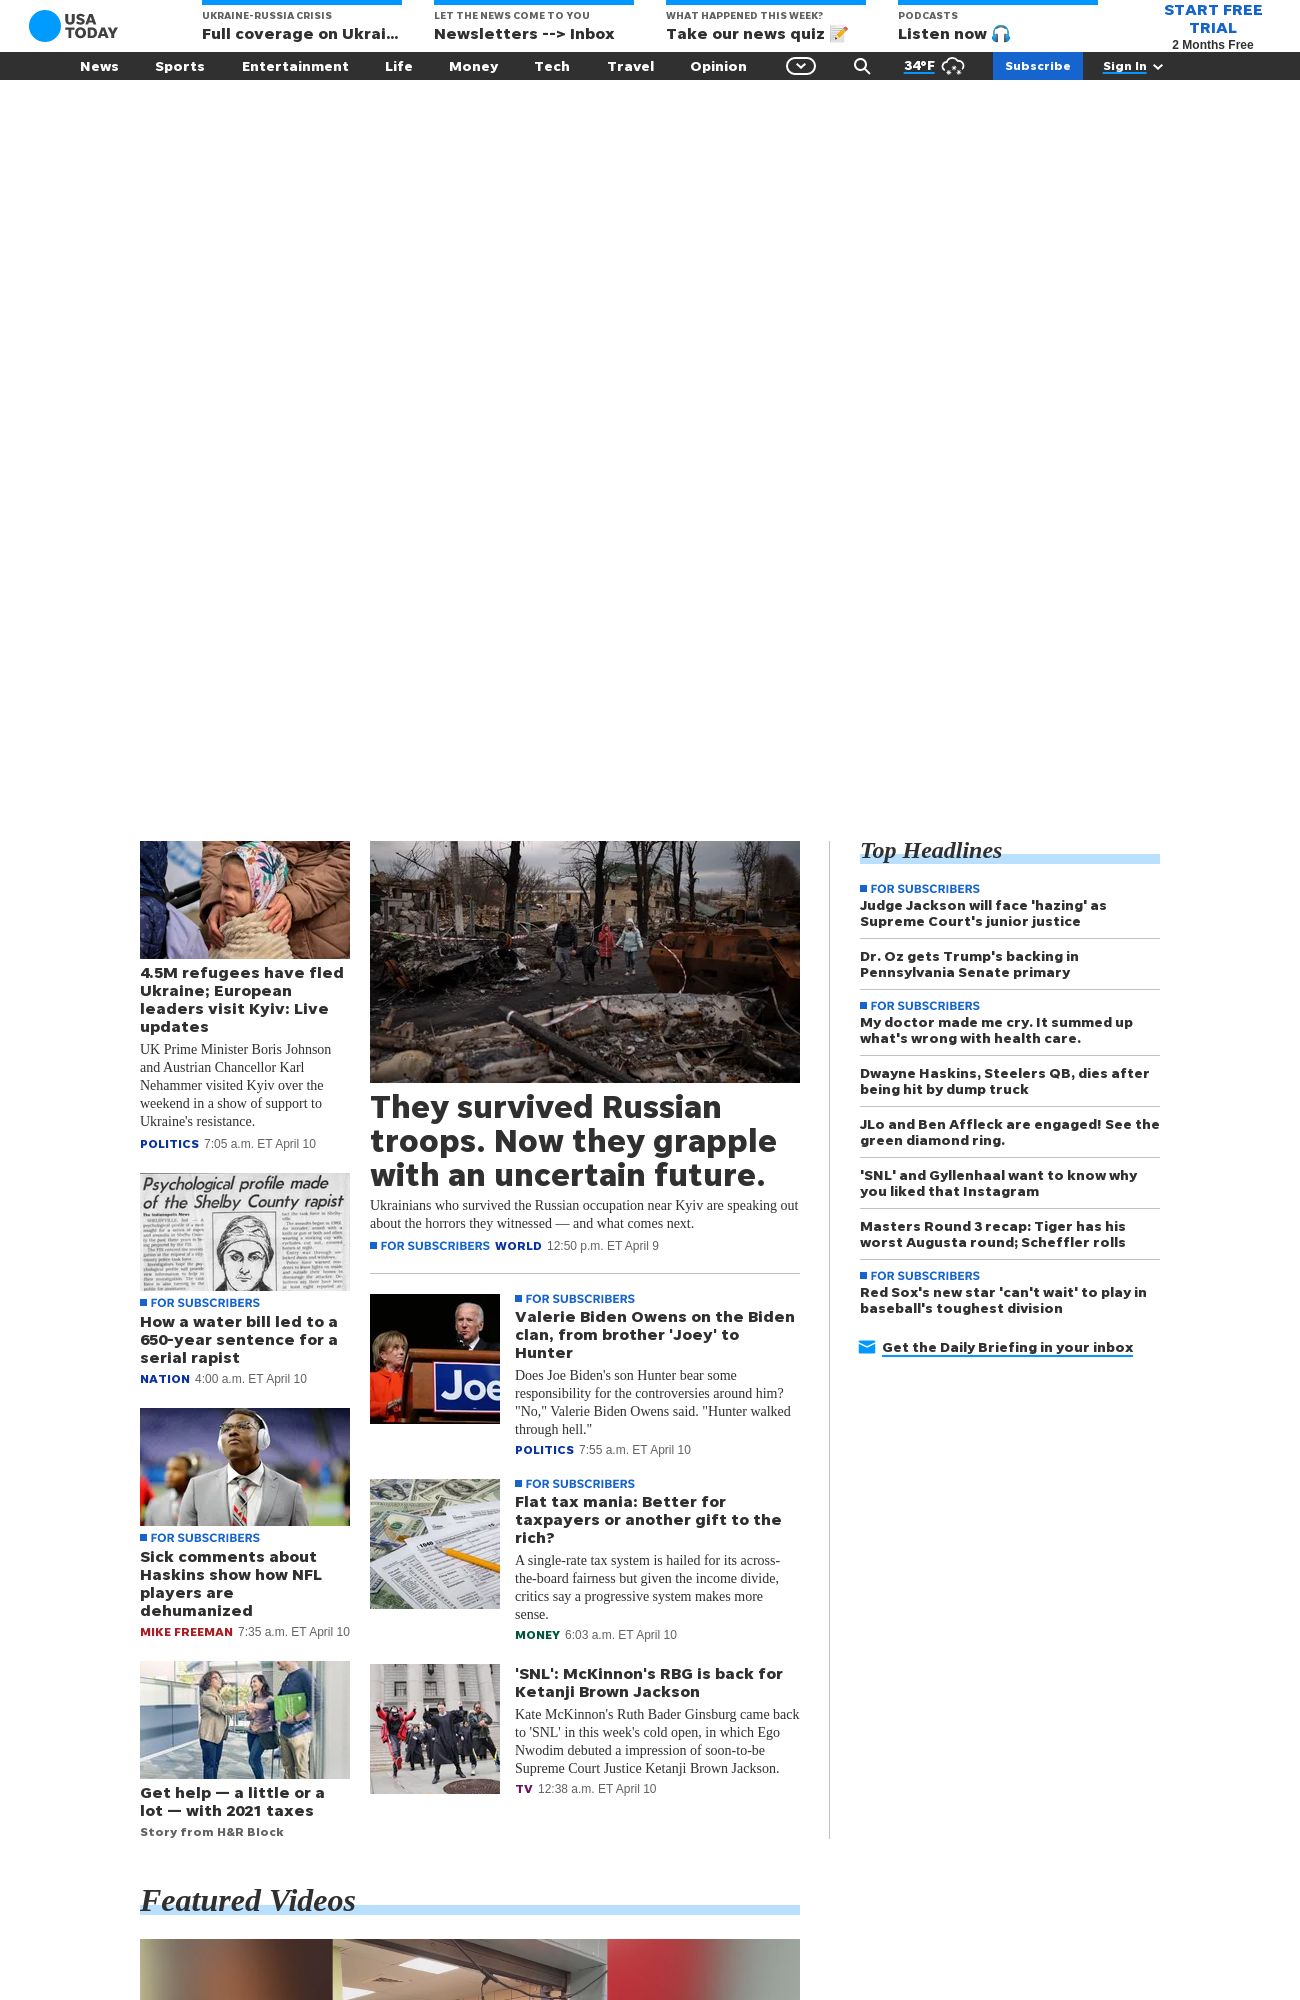 USA
TODAY
UKRAINE-RUSSIA CRISIS
Full coverage on Ukrai...
LET THE NEWS COME TO YOU
Newsletters --> Inbox
WHAT HAPPENED THIS WEEK?
Take our news quiz 📝
PODCASTS
Listen now 🎧
START FREE
TRIAL
2 Months Free
News Sports Entertainment Life Money Tech Travel Opinion 34°F Subscribe Sign In
4.5M refugees have fled
Ukraine; European
leaders visit Kyiv: Live
updates
UK Prime Minister Boris Johnson
and Austrian Chancellor Karl
Nehammer visited Kyiv over the
weekend in a show of support to
Ukraine's resistance.
POLITICS 7:05 a.m. ET April 10
Psychological profile made
of the Shelby County rapist
FOR SUBSCRIBERS
How a water bill led to a
650-year sentence for a
serial rapist
NATION 4:00 a.m. ET April 10
FOR SUBSCRIBERS
Sick comments about
Haskins show how NFL
players are
dehumanized
MIKE FREEMAN 7:35 a.m. ET April 10
Get help — a little or a
lot — with 2021 taxes
Story from H&R Block
They survived Russian
troops. Now they grapple
with an uncertain future.
Ukrainians who survived the Russian occupation near Kyiv are speaking out
about the horrors they witnessed — and what comes next.
FOR SUBSCRIBERS WORLD 12:50 p.m. ET April 9
Joe
FOR SUBSCRIBERS
Valerie Biden Owens on the Biden
clan, from brother 'Joey' to
Hunter
Does Joe Biden's son Hunter bear some
responsibility for the controversies around him?
"No," Valerie Biden Owens said. "Hunter walked
through hell."
POLITICS 7:55 a.m. ET April 10
1040
FOR SUBSCRIBERS
Flat tax mania: Better for
taxpayers or another gift to the
rich?
A single-rate tax system is hailed for its across-
the-board fairness but given the income divide,
critics say a progressive system makes more
sense.
MONEY 6:03 a.m. ET April 10
'SNL': McKinnon's RBG is back for
Ketanji Brown Jackson
Kate McKinnon's Ruth Bader Ginsburg came back
to 'SNL' in this week's cold open, in which Ego
Nwodim debuted a impression of soon-to-be
Supreme Court Justice Ketanji Brown Jackson.
TV 12:38 a.m. ET April 10
Top Headlines
FOR SUBSCRIBERS
Judge Jackson will face 'hazing' as
Supreme Court's junior justice
Dr. Oz gets Trump's backing in
Pennsylvania Senate primary
FOR SUBSCRIBERS
My doctor made me cry. It summed up
what's wrong with health care.
Dwayne Haskins, Steelers QB, dies after
being hit by dump truck
JLo and Ben Affleck are engaged! See the
green diamond ring.
'SNL' and Gyllenhaal want to know why
you liked that Instagram
Masters Round 3 recap: Tiger has his
worst Augusta round; Scheffler rolls
FOR SUBSCRIBERS
Red Sox's new star 'can't wait' to play in
baseball's toughest division
Get the Daily Briefing in your inbox
Featured Videos